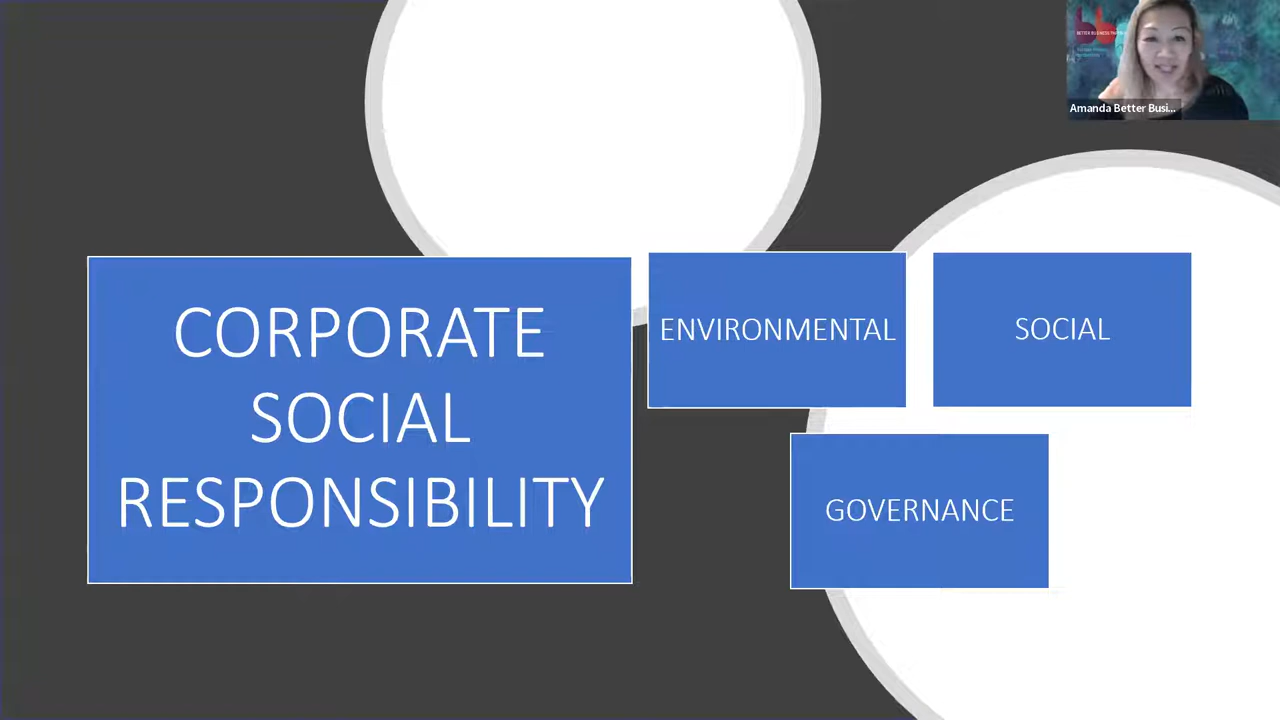 CORPORATE
SOCIAL
RESPONSIBILITY
ENVIRONMENTAL
SOCIAL
GOVERNANCE
Amanda Better Busi...